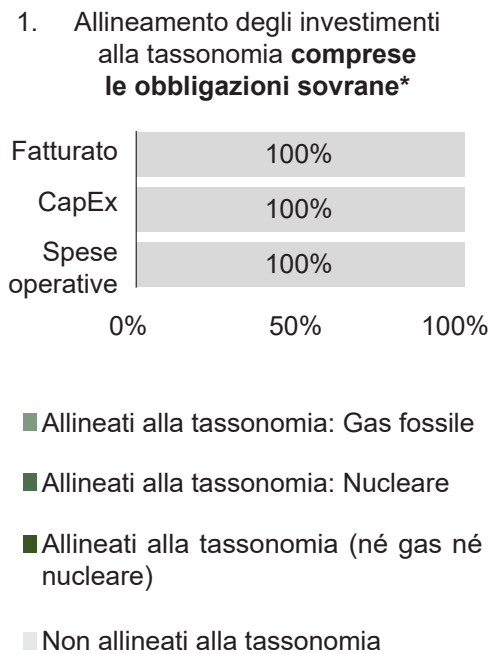 1. Allineamento degli investimenti
alla tassonomia comprese
le obbligazioni sovrane*
Fatturato 100%
CapEx 100%
Spese
operative 100%
0% 50% 100%
Allineati alla tassonomia: Gas fossile
Allineati alla tassonomia: Nucleare
Allineati alla tassonomia (né gas né
nucleare)
Non allineati alla tassonomia